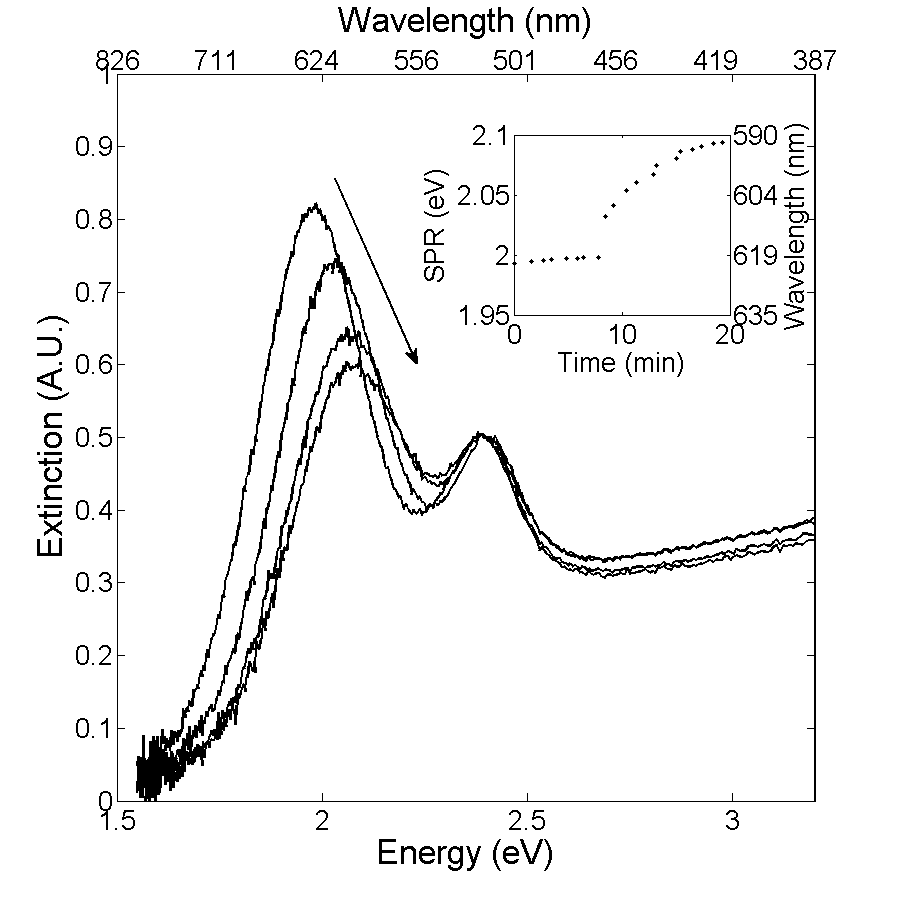 Wavelength (nm)
826 711 624 556 501 456 419 387
1
0.9
0.8
0.7
0.6
0.5
0.4
0.3
0.2
0.1
0
Extinction (A.U.)
1.5 2 2.5 3
Energy (eV)
2.1
2.05
2
1.95
SPR (eV)
590
604
619
635
Wavelength (nm)
0 10 20
Time (min)